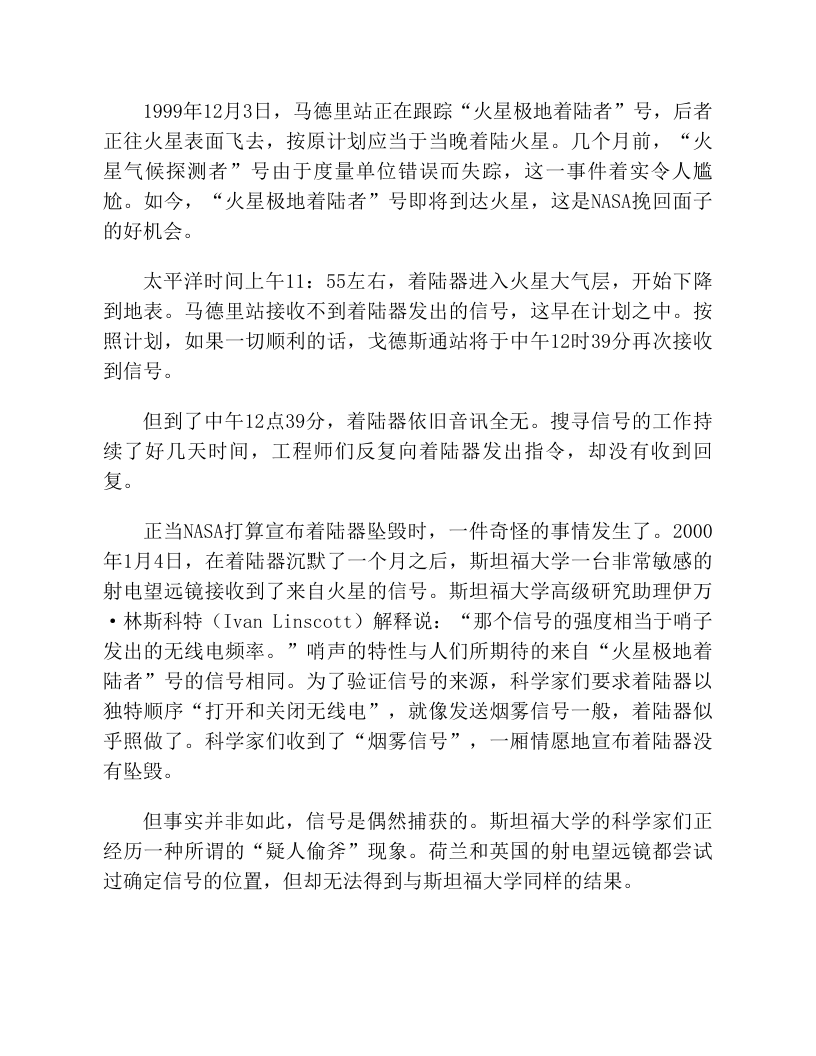 1999年12月3日，马德里站正在跟踪“火星极地着陆者”号，后者
正往火星表面飞去，按原计划应当于当晚着陆火星。几个月前，“火
星气候探测者”号由于度量单位错误而失踪，这一事件着实令人尴
尬。如今，“火星极地着陆者”号即将到达火星，这是NASA挽回面子
的好机会。
太平洋时间上午11：55左右，着陆器进入火星大气层，开始下降
到地表。马德里站接收不到着陆器发出的信号，这早在计划之中。按
照计划，如果一切顺利的话，戈德斯通站将于中午12时39分再次接收
到信号。
但到了中午12点39分，着陆器依旧音讯全无。搜寻信号的工作持
续了好几天时间，工程师们反复向着陆器发出指令，却没有收到回
复。
正当NASA打算宣布着陆器坠毁时，一件奇怪的事情发生了。2000
年1月4日，在着陆器沉默了一个月之后，斯坦福大学一台非常敏感的
射电望远镜接收到了来自火星的信号。斯坦福大学高级研究助理伊万
·林斯科特（Ivan Linscott）解释说：“那个信号的强度相当于哨子
发出的无线电频率。”哨声的特性与人们所期待的来自“火星极地着
陆者”号的信号相同。为了验证信号的来源，科学家们要求着陆器以
独特顺序“打开和关闭无线电”，就像发送烟雾信号一般，着陆器似
乎照做了。科学家们收到了“烟雾信号”，一厢情愿地宣布着陆器没
有坠毁。
但事实并非如此，信号是偶然捕获的。斯坦福大学的科学家们正
经历一种所谓的“疑人偷斧”现象。荷兰和英国的射电望远镜都尝试
过确定信号的位置，但却无法得到与斯坦福大学同样的结果。